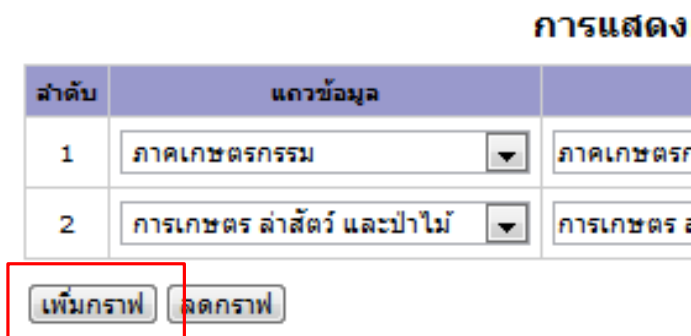 การแสดง
ลำดับ แถวข้อมูล
1 ภาคเกษตรกรรม ภาคเกษตรก
2 การเกษตร ล่าสัตว์ และป่าไม้ การเกษตร ล
เพิ่มกราฟ ลดกราฟ